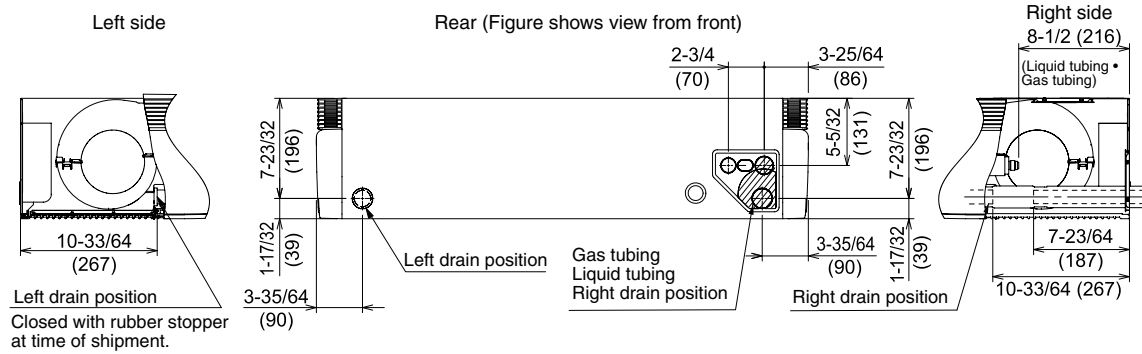 Left side
Rear (Figure shows view from front)
Right side
8-1/2 (216)
(Liquid tubing •
Gas tubing)
2-3/4
(70)
3-25/64
(86)
7-23/32
(196)
5-5/32
(131)
7-23/32
(196)
10-33/64
(267)
1-17/32
(39)
Left drain position
Gas tubing
Liquid tubing
Right drain position
3-35/64
(90)
1-17/32
(39)
7-23/64
(187)
10-33/64 (267)
Right drain position
3-35/64
(90)
Left drain position
Closed with rubber stopper
at time of shipment.